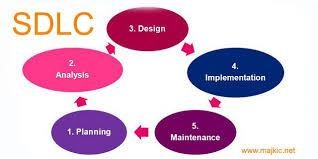 SDLC
3. Design
2.
Analysis
4.
Implementation
1. Planning
5.
Maintenance
www.majkic.net